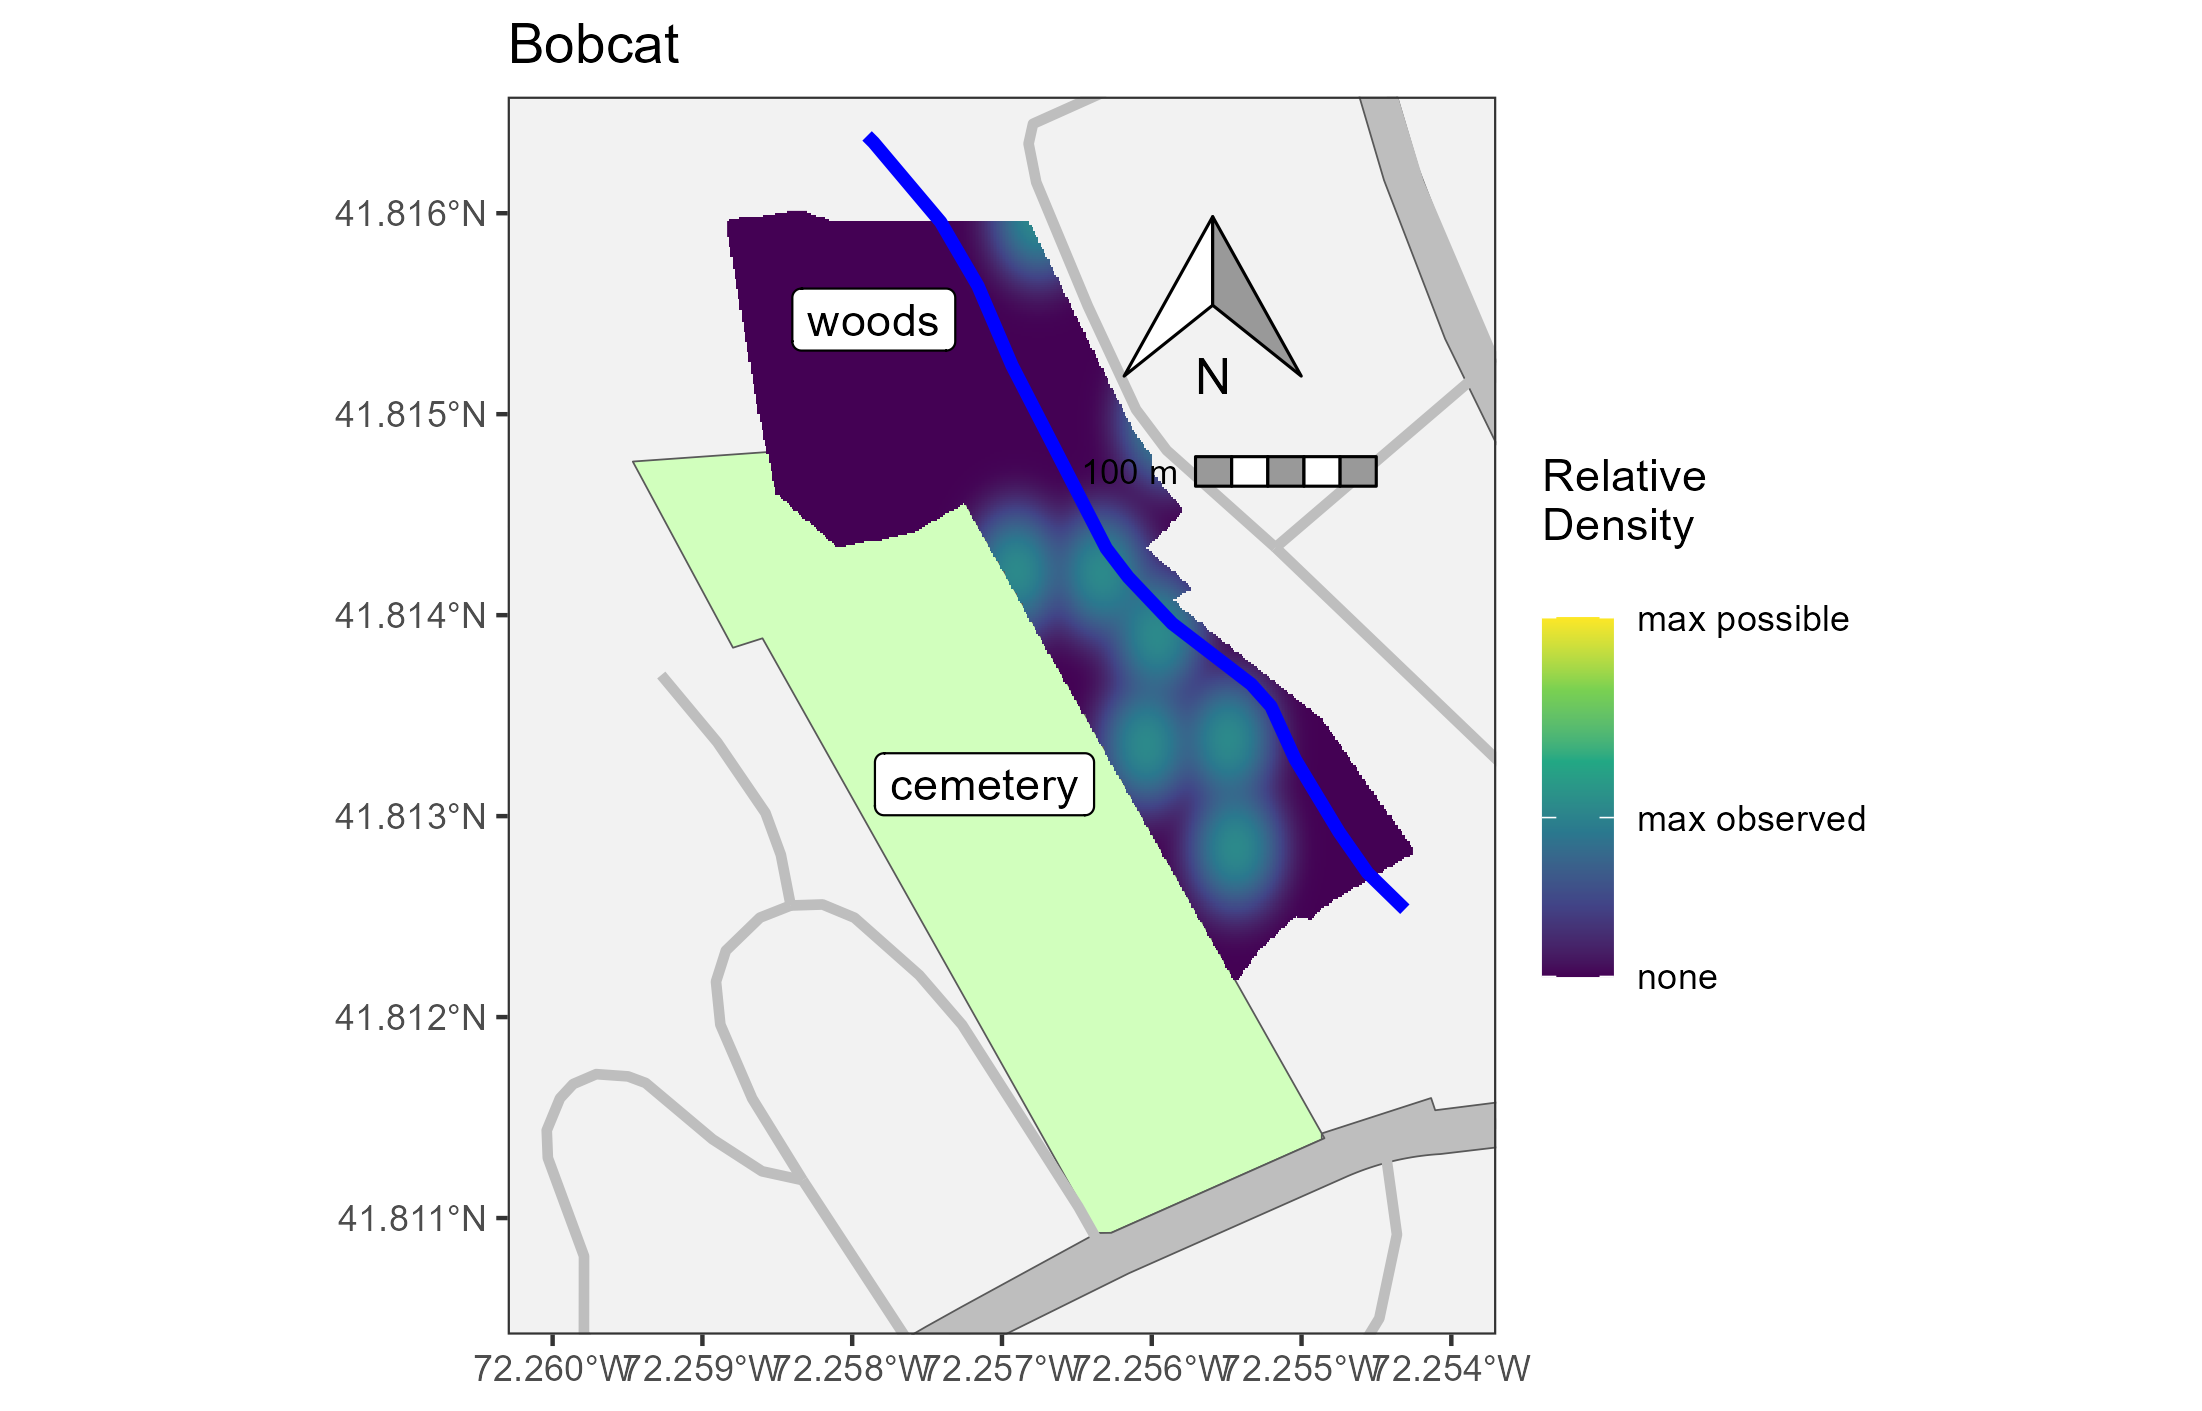 Bobcat
41.816°N
41.815°N
41.814°N
41.813°N
41.812°N
41.811°N
woods
N
100 m
cemetery
72.260°W
72.259°W
72.258°W
72.257°W
72.256°W
72.255°W
72.254°W
Relative
Density
max possible
max observed
none